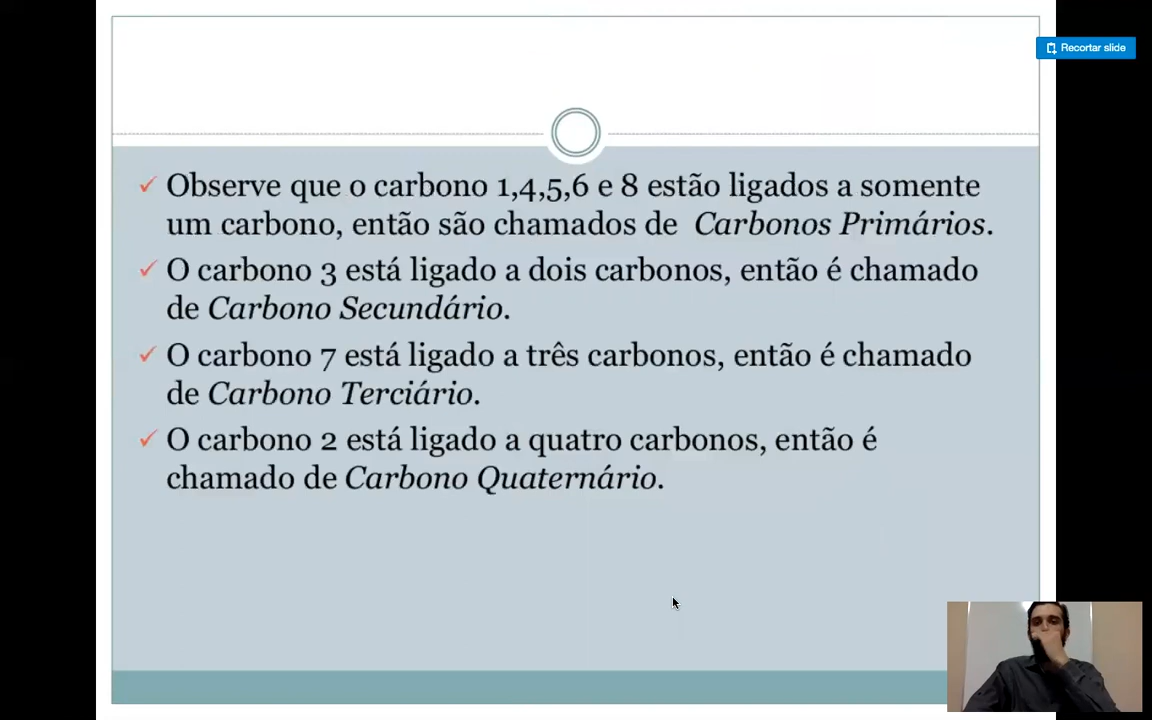 Recortar slide
Observe que o carbono 1,4,5,6 e 8 estão ligados a somente
um carbono, então são chamados de Carbonos Primários.
O carbono 3 está ligado a dois carbonos, então é chamado
de Carbono Secundário.
O carbono 7 está ligado a três carbonos, então é chamado
de Carbono Terciário.
O carbono 2 está ligado a quatro carbonos, então é
chamado de Carbono Quaternário.